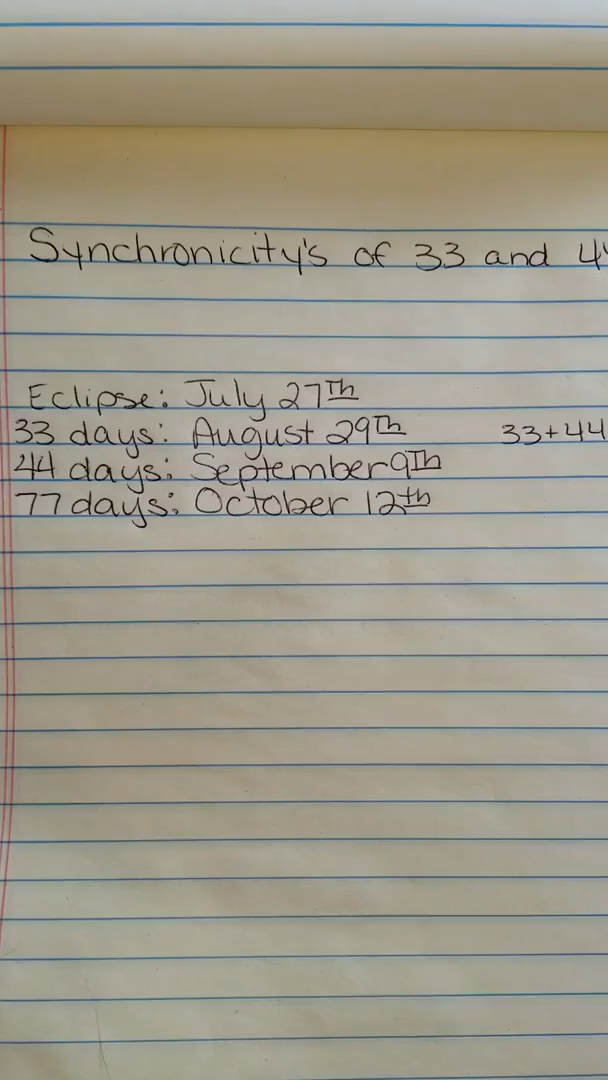 Synchronicity's of 33 and
Eclipse: July 27Th
33 days: August 29Th 33+44
44 days: September 9Th
77 days: October 12th